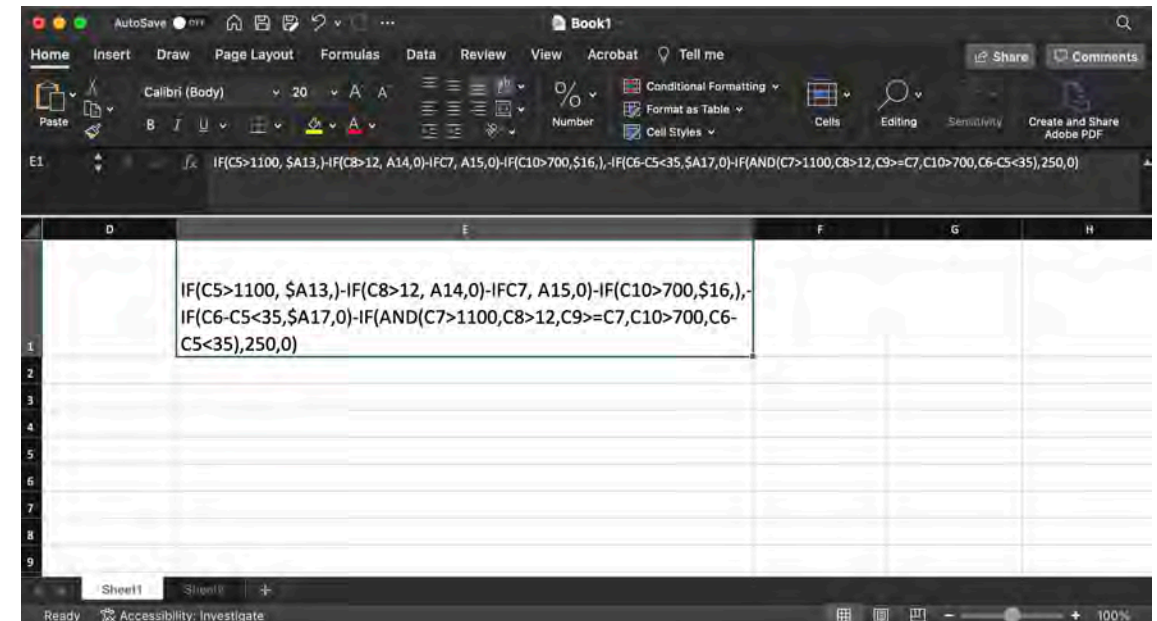 AutoSave OFF ... Book1
Home Insert Draw Page Layout Formulas Data Review View Acrobat Tell me Share Comments
Paste Calibri (Body) 20 A A B I U A % Number Conditional Formatting Format as Table Cell Styles Cells Editing Sensitivity Create and Share Adobe PDF
E1 fx IF(C5>1100, $A13,)-IF(C8>12, A14,0)-IFC7, A15,0)-IF(C10>700,$16,),-IF(C6-C5<35,$A17,0)-IF(AND(C7>1100,C8>12,C9>=C7,C10>700,C6-C5<35),250,0)
D E F G H
IF(C5>1100, $A13,)-IF(C8>12, A14,0)-IFC7, A15,0)-IF(C10>700,$16,),-
IF(C6-C5<35,$A17,0)-IF(AND(C7>1100,C8>12,C9>=C7,C10>700,C6-
1 C5<35),250,0)
2
3
4
5
6
7
8
9
Sheet1 +
Ready Accessibility: Investigate - + 100%